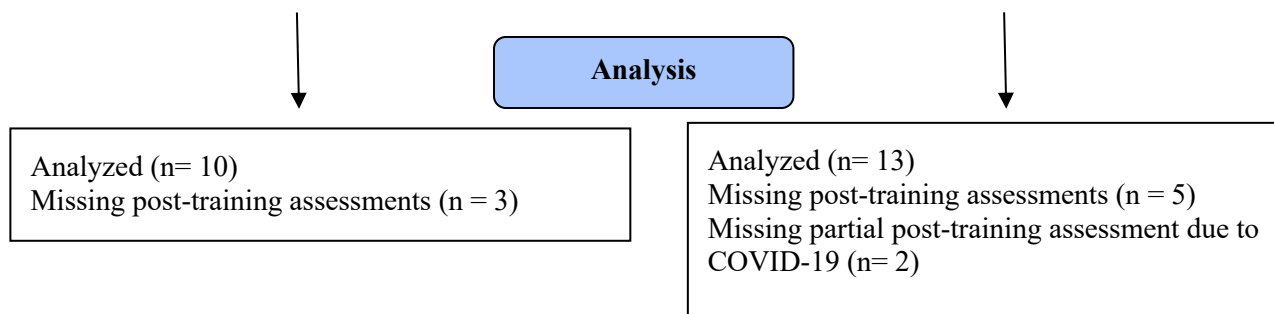 Analysis
Analyzed (n= 10)
Missing post-training assessments (n = 3)
Analyzed (n= 13)
Missing post-training assessments (n = 5)
Missing partial post-training assessment due to
COVID-19 (n= 2)